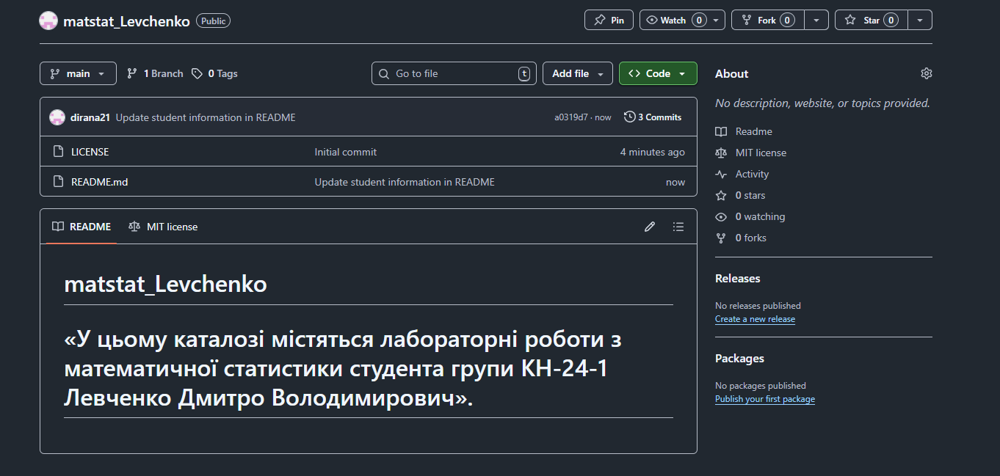 matstat_Levchenko Public Pin Watch 0 Fork 0 Star 0
main 1 Branch 0 Tags Go to file t Add file Code
dirana21 Update student information in README a0319d7 · now 3 Commits
LICENSE Initial commit 4 minutes ago
README.md Update student information in README now
README MIT license
matstat_Levchenko
«У цьому каталозі містяться лабораторні роботи з
математичної статистики студента групи КН-24-1
Левченко Дмитро Володимирович».
About
No description, website, or topics provided.
Readme
MIT license
Activity
0 stars
0 watching
0 forks
Releases
No releases published
Create a new release
Packages
No packages published
Publish your first package